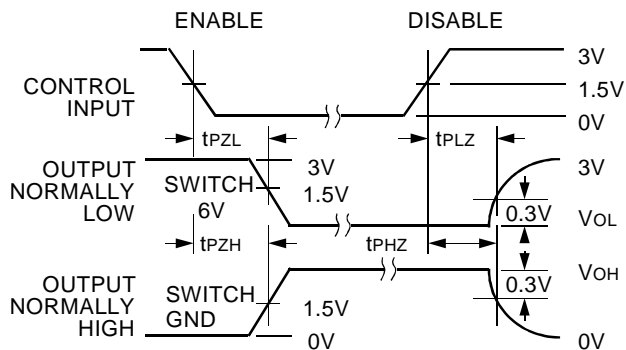 ENABLE DISABLE
3V
CONTROL
INPUT
1.5V
0V
tPZL tPLZ
OUTPUT
NORMALLY
LOW
3V 3V
SWITCH
6V
1.5V
0.3V VOL
tPZH tPHZ
VOH
OUTPUT
NORMALLY
HIGH
SWITCH
GND
1.5V
0.3V
0V 0V